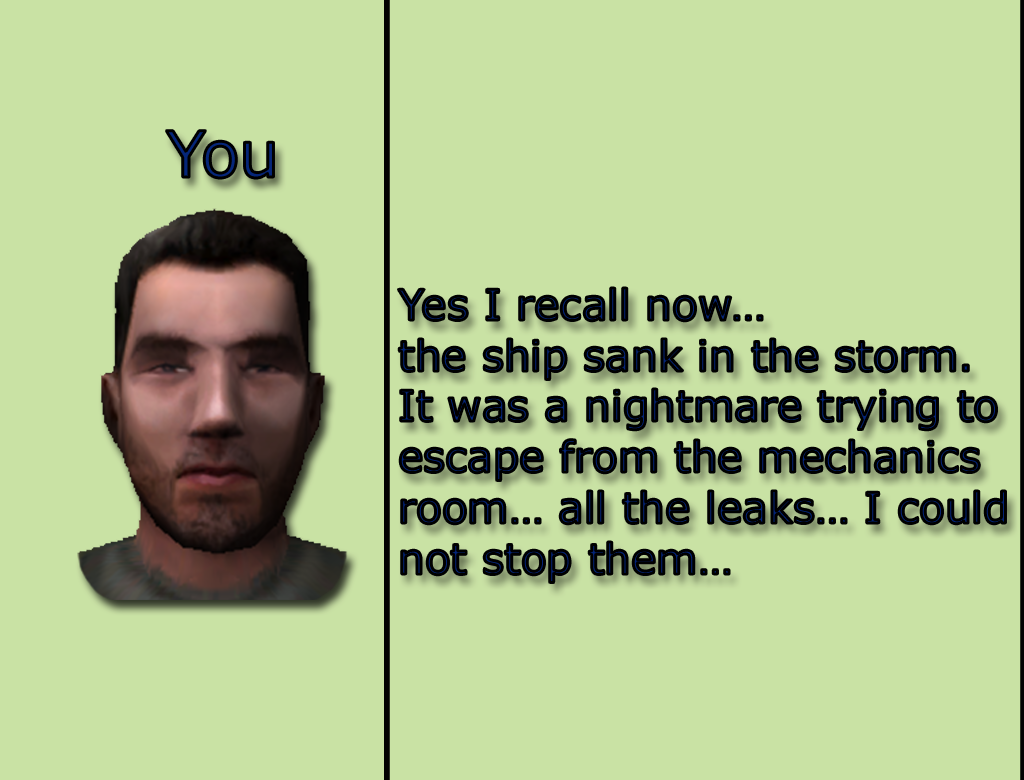 You
Yes I recall now...
the ship sank in the storm.
It was a nightmare trying to
escape from the mechanics
room... all the leaks... I could
not stop them...